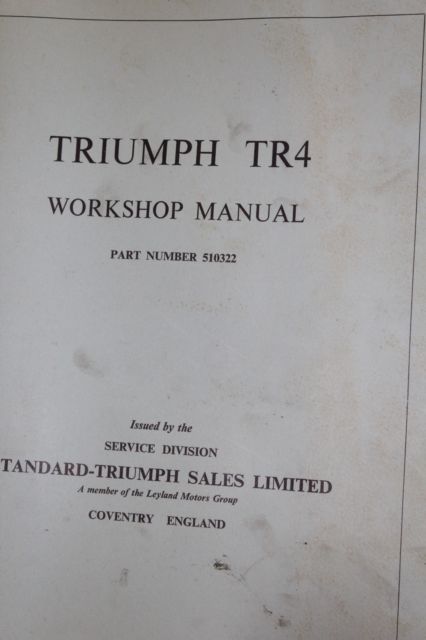 TRIUMPH TR4
WORKSHOP MANUAL
PART NUMBER 510322
Issued by the
SERVICE DIVISION
TANDARD-TRIUMPH SALES LIMITED
A member of the Leyland Motors Group
COVENTRY ENGLAND